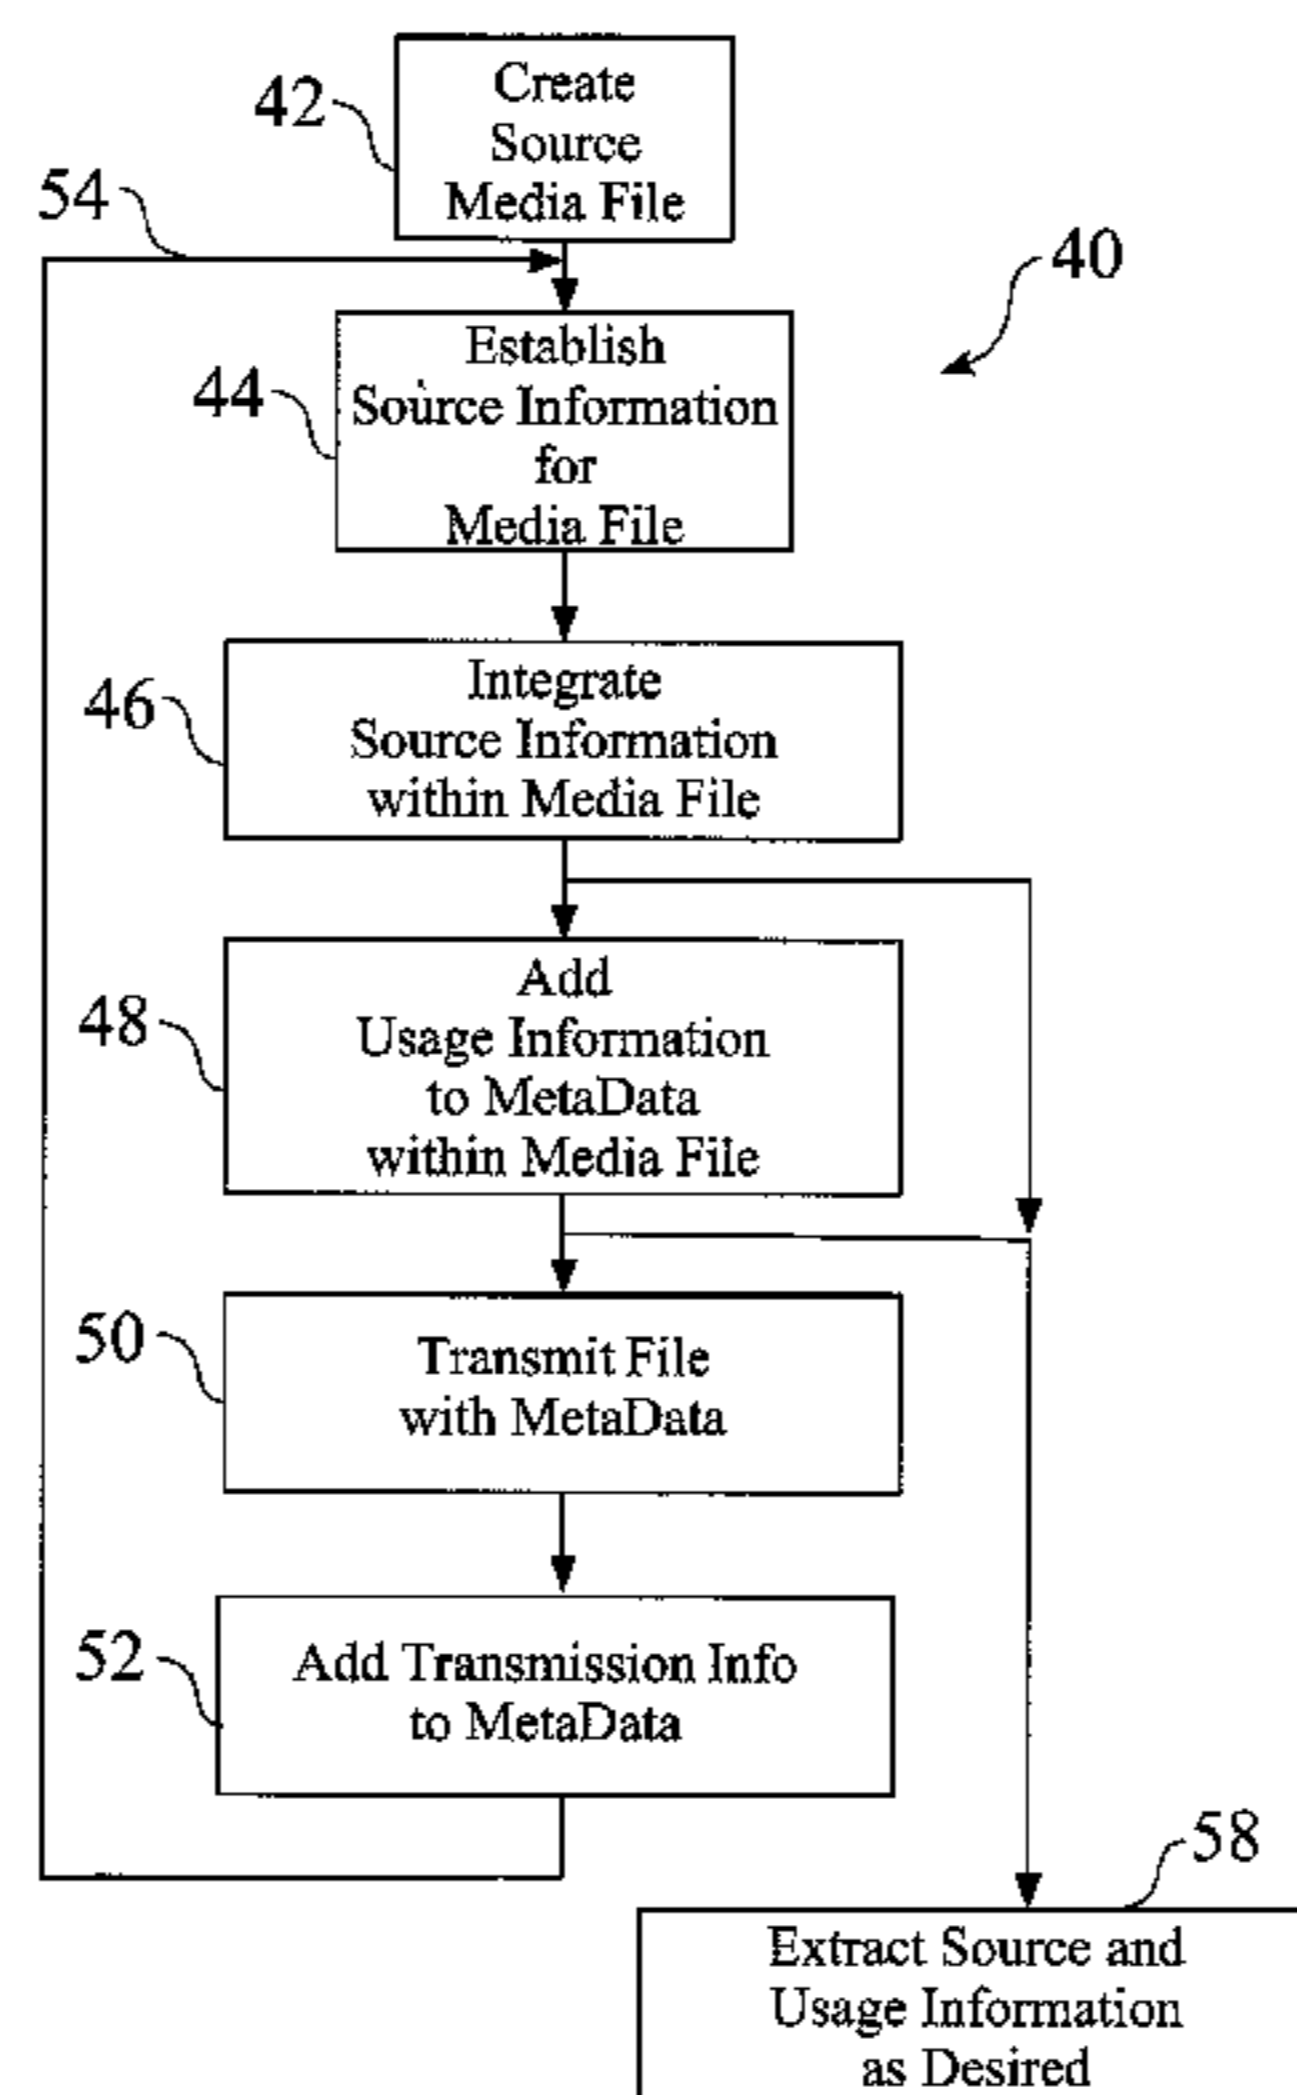 42
Create
Source
Media File
54
40
44
Establish
Source Information
for
Media File
46
Integrate
Source Information
within Media File
48
Add
Usage Information
to MetaData
within Media File
50
Transmit File
with MetaData
52
Add Transmission Info
to MetaData
58
Extract Source and
Usage Information
as Desired